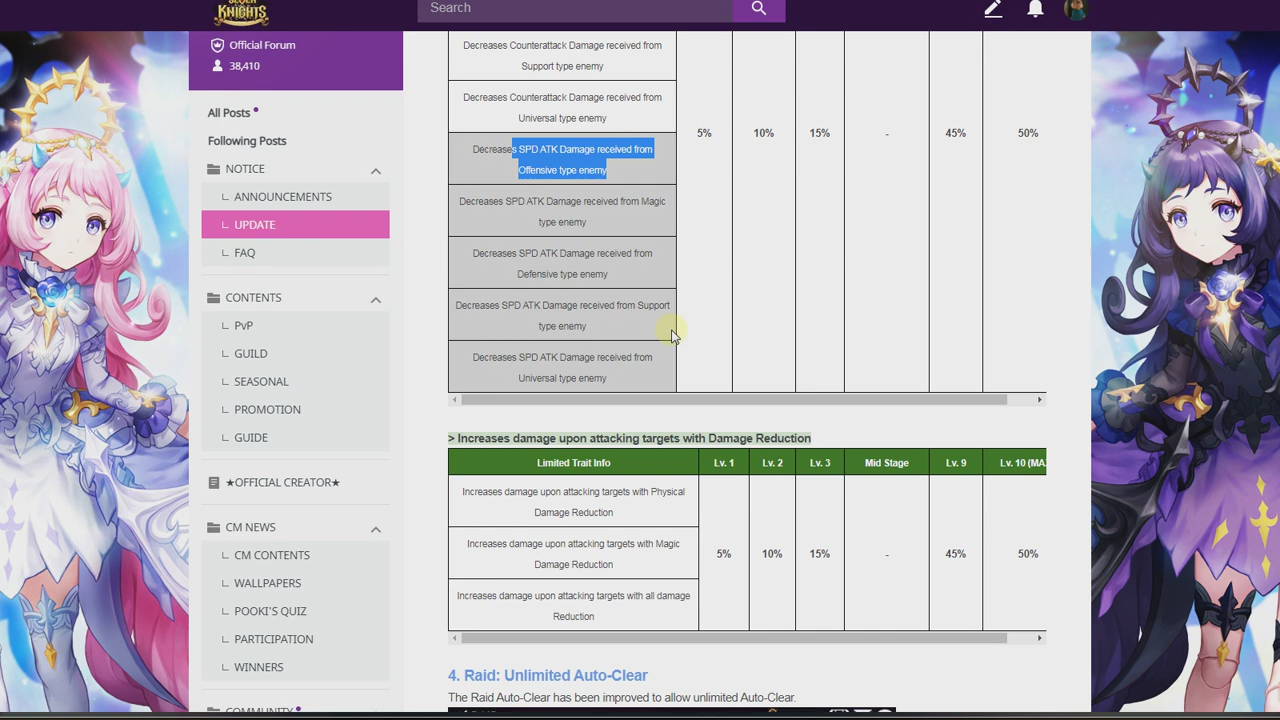 KNIGHTS
Search
Official Forum
38,410
All Posts
Following Posts
NOTICE
ANNOUNCEMENTS
UPDATE
FAQ
CONTENTS
PvP
GUILD
SEASONAL
PROMOTION
GUIDE
★OFFICIAL CREATOR★
CM NEWS
CM CONTENTS
WALLPAPERS
POOKI'S QUIZ
PARTICIPATION
WINNERS
COMMUNITY
Decreases Counterattack Damage received from
Support type enemy
Decreases Counterattack Damage received from
Universal type enemy
Decreases SPD ATK Damage received from
Offensive type enemy
Decreases SPD ATK Damage received from Magic
type enemy
Decreases SPD ATK Damage received from
Defensive type enemy
Decreases SPD ATK Damage received from Support
type enemy
Decreases SPD ATK Damage received from
Universal type enemy
5% 10% 15% - 45% 50%
> Increases damage upon attacking targets with Damage Reduction
Limited Trait Info Lv. 1 Lv. 2 Lv. 3 Mid Stage Lv. 9 Lv. 10 (MA
Increases damage upon attacking targets with Physical
Damage Reduction
Increases damage upon attacking targets with Magic
Damage Reduction
Increases damage upon attacking targets with all damage
Reduction
5% 10% 15% - 45% 50%
4. Raid: Unlimited Auto-Clear
The Raid Auto-Clear has been improved to allow unlimited Auto-Clear.